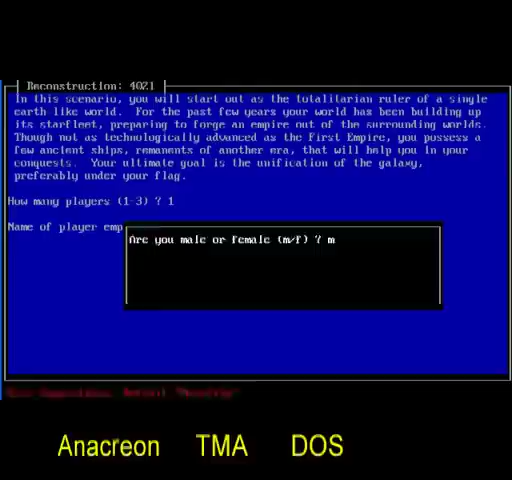 Reconstruction: 4021
In this scenario, you will start out as the totalitarian ruler of a single
earth like world. For the past few years your world has been building up
its starfleet, preparing to forge an empire out of the surrounding worlds.
Though not as technologically advanced as the First Empire, you possess a
few ancient ships, remanents of another era, that will help you in your
conquests. Your ultimate goal is the unification of the galaxy,
preferably under your flag.
How many players (1-3) ? 1
Name of player emp
Are you male or female (m/f) ? m
Anacreon TMA DOS